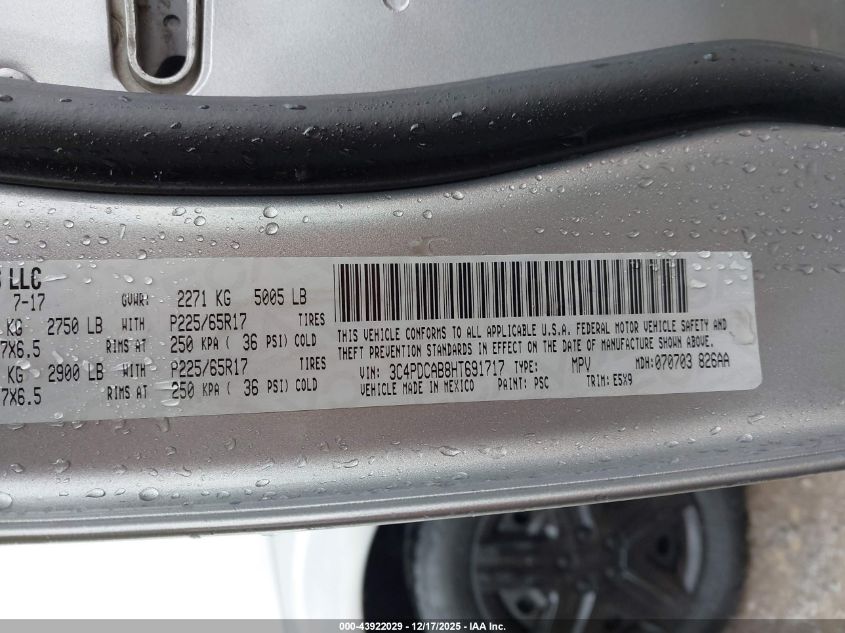 LLC
7-17 GVWR: 2271 KG 5005 LB
KG 2750 LB WITH P225/65R17 TIRES
7X6.5 RIMS AT 250 KPA ( 36 PSI) COLD
KG 2900 LB WITH P225/65R17 TIRES
7X6.5 RIMS AT 250 KPA ( 36 PSI) COLD
THIS VEHICLE CONFORMS TO ALL APPLICABLE U.S.A. FEDERAL MOTOR VEHICLE SAFETY AND
THEFT PREVENTION STANDARDS IN EFFECT ON THE DATE OF MANUFACTURE SHOWN ABOVE.
VIN: 3C4PDCAB8HT691717 TYPE: MPV MDH:070703 826AA
VEHICLE MADE IN MEXICO PAINT: PSC TRIM: E5X9
000-43922029 - 12/17/2025 - IAA Inc.